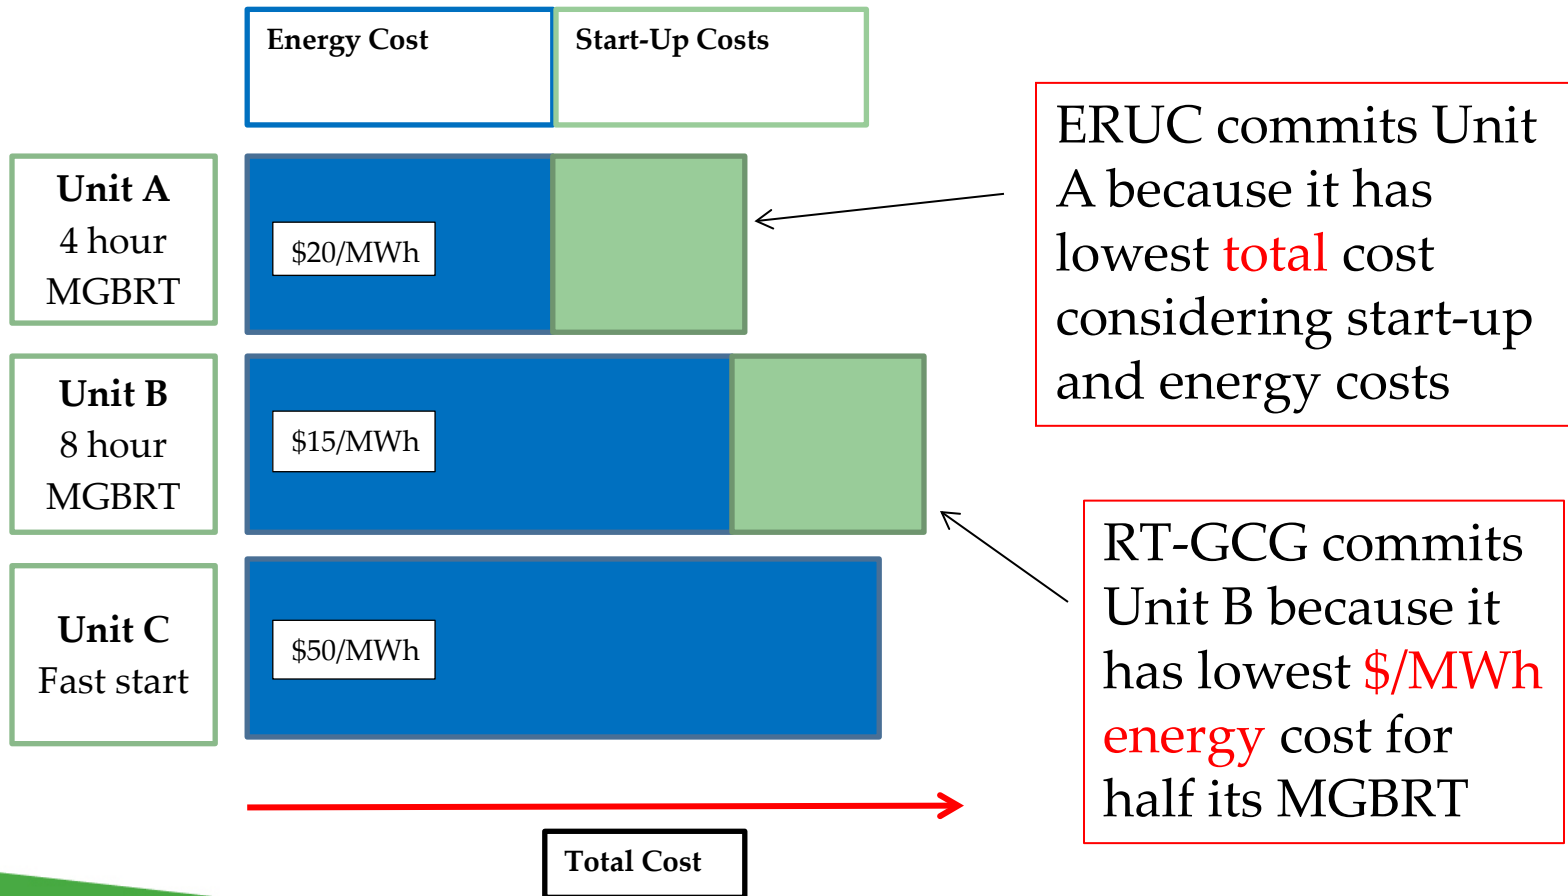 Energy Cost
Start-Up Costs
Unit A
4 hour
MGBRT
$20/MWh
ERUC commits Unit
A because it has
lowest total cost
considering start-up
and energy costs
Unit B
8 hour
MGBRT
$15/MWh
RT-GCG commits
Unit B because it
has lowest $/MWh
energy cost for
half its MGBRT
Unit C
Fast start
$50/MWh
Total Cost